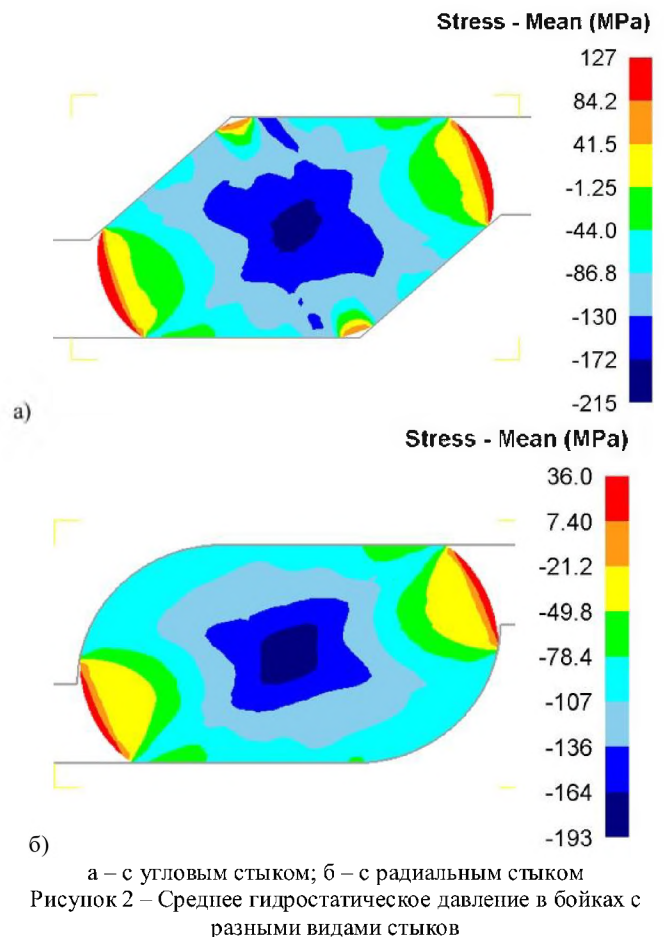 Stress - Mean (MPa)
127
84.2
41.5
-1.25
-44.0
-86.8
-130
-172
-215
а)
Stress - Mean (MPa)
36.0
7.40
-21.2
-49.8
-78.4
-107
-136
-164
-193
б)
а – с угловым стыком; б – с радиальным стыком
Рисунок 2 – Среднее гидростатическое давление в бойках с
разными видами стыков